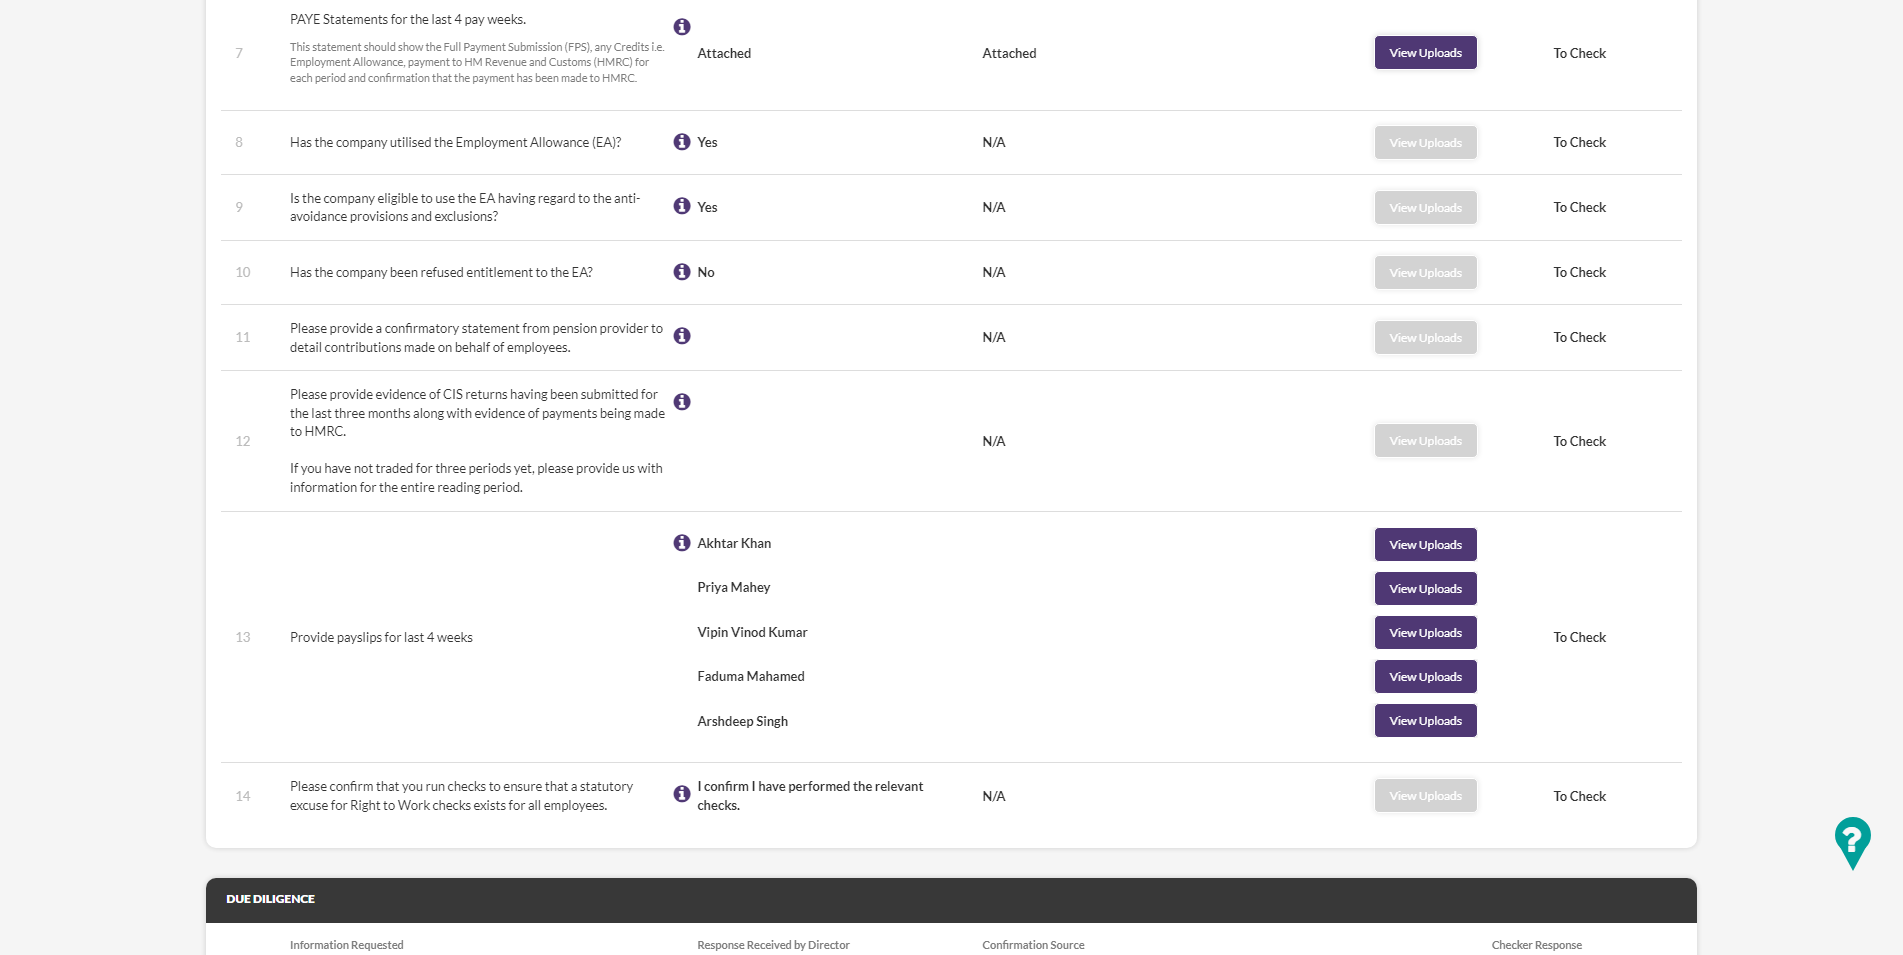 PAYE Statements for the last 4 pay weeks.
This statement should show the Full Payment Submission (FPS), any Credits i.e.
7 Employment Allowance, payment to HM Revenue and Customs (HMRC) for Attached Attached View Uploads To Check
each period and confirmation that the payment has been made to HMRC.
8 Has the company utilised the Employment Allowance (EA)? Yes N/A View Uploads To Check
Is the company eligible to use the EA having regard to the anti-
9 avoidance provisions and exclusions? Yes N/A View Uploads To Check
10 Has the company been refused entitlement to the EA? No N/A View Uploads To Check
Please provide a confirmatory statement from pension provider to
11 detail contributions made on behalf of employees. N/A View Uploads To Check
Please provide evidence of CIS returns having been submitted for
the last three months along with evidence of payments being made
to HMRC.
12 N/A View Uploads To Check
If you have not traded for three periods yet, please provide us with
information for the entire reading period.
Akhtar Khan View Uploads
Priya Mahey View Uploads
Vipin Vinod Kumar View Uploads
13 Provide payslips for last 4 weeks To Check
Faduma Mahamed View Uploads
Arshdeep Singh View Uploads
Please confirm that you run checks to ensure that a statutory I confirm I have performed the relevant
14 excuse for Right to Work checks exists for all employees. checks. N/A View Uploads To Check
?
DUE DILIGENCE
Information Requested Response Received by Director Confirmation Source Checker Response